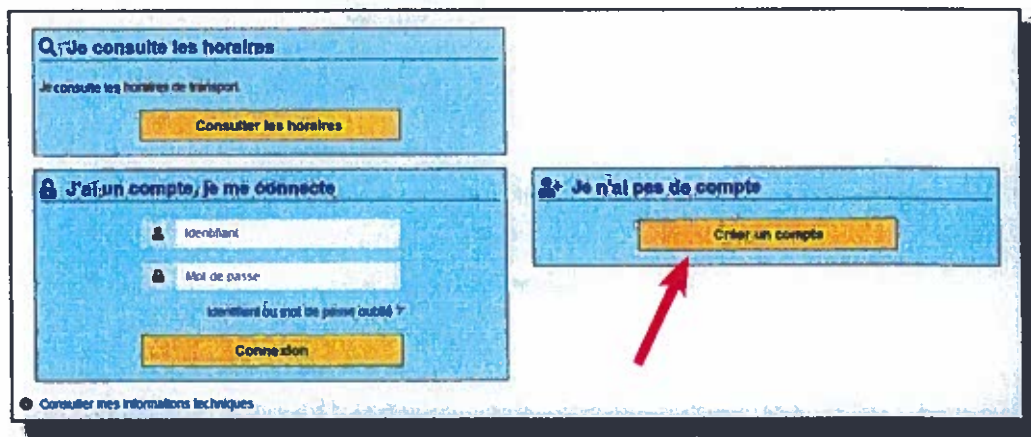 Je consulte les horaires
Je consulte les horaires de transport.
Consulter les horaires
J'ai un compte, je me connecte
Identifiant
Mot de passe
Identifiant ou mot de passe oublié ?
Connexion
Je n'ai pas de compte
Créer un compte
Consulter mes informations techniques